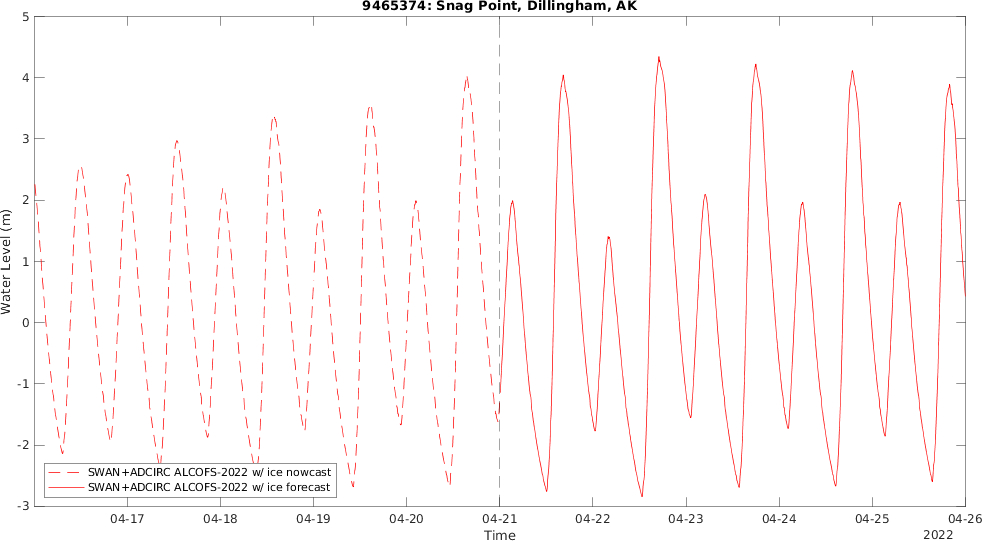 9465374: Snag Point, Dillingham, AK
5
4
3
2
1
0
-1
-2
-3
Water Level (m)
SWAN+ADCIRC ALCOFS-2022 w/ ice nowcast
SWAN+ADCIRC ALCOFS-2022 w/ ice forecast
04-17 04-18 04-19 04-20 04-21 04-22 04-23 04-24 04-25 04-26
Time
2022